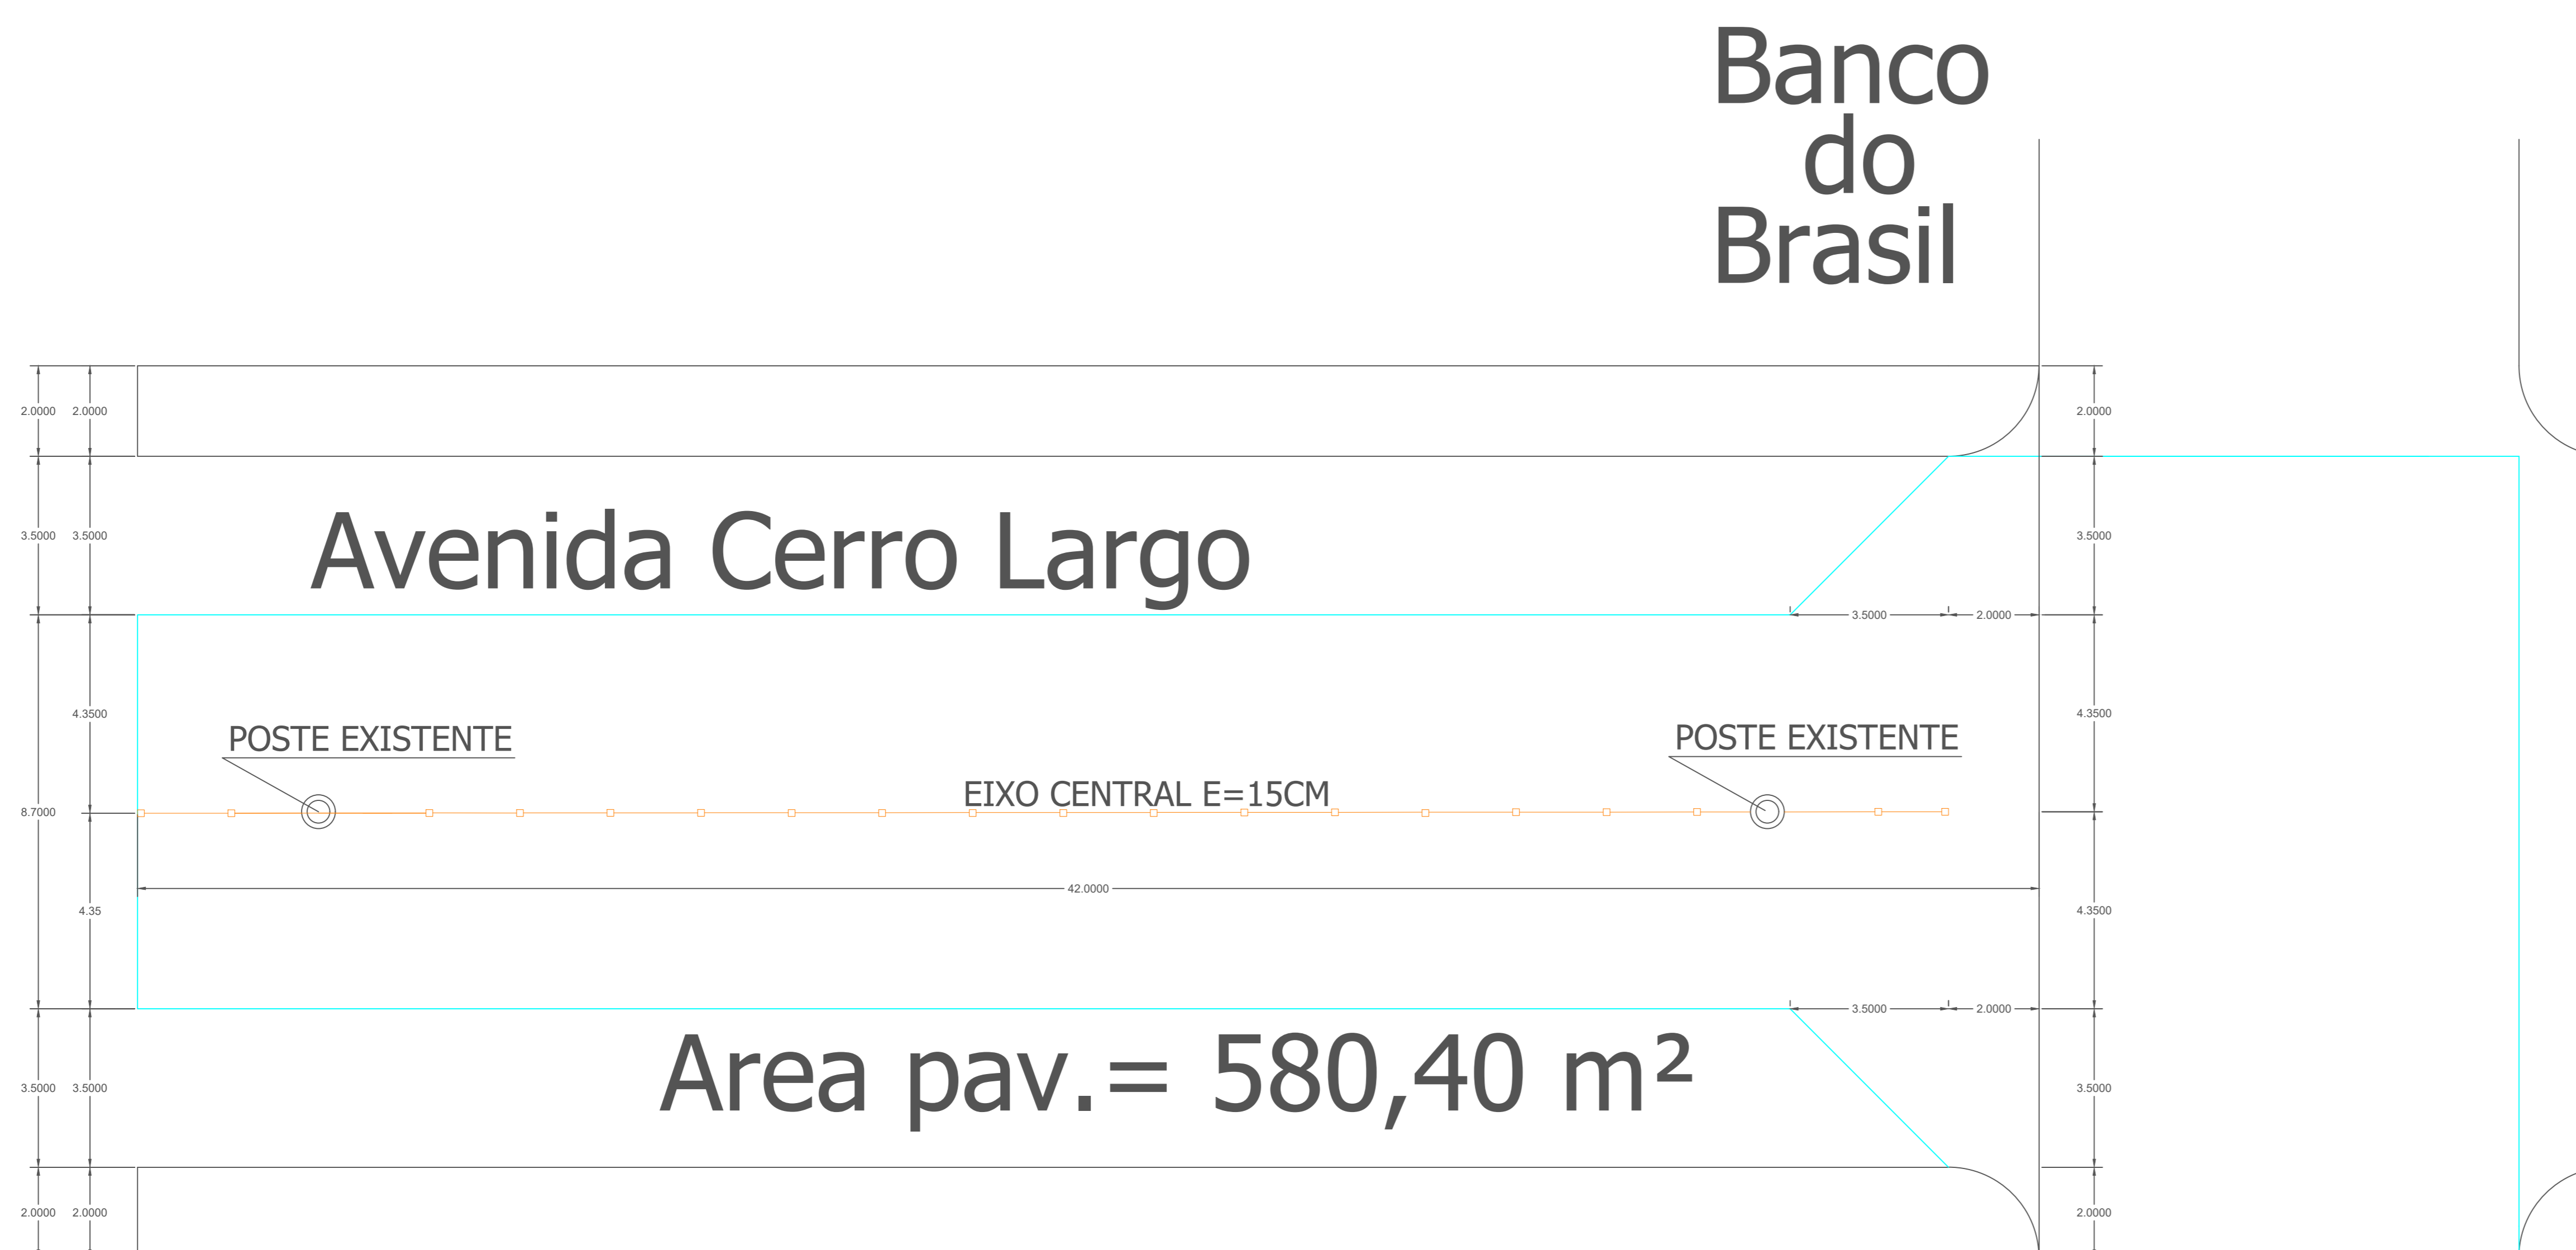 Banco
do
Brasil
2.0000 2.0000 2.0000
Avenida Cerro Largo
3.5000 3.5000 3.5000
3.5000 2.0000
4.3500 4.3500
POSTE EXISTENTE POSTE EXISTENTE
EIXO CENTRAL E=15CM
8.7000
42.0000
4.35 4.3500
3.5000 2.0000
Area pav.= 580,40 m²
3.5000 3.5000 3.5000
2.0000 2.0000 2.0000